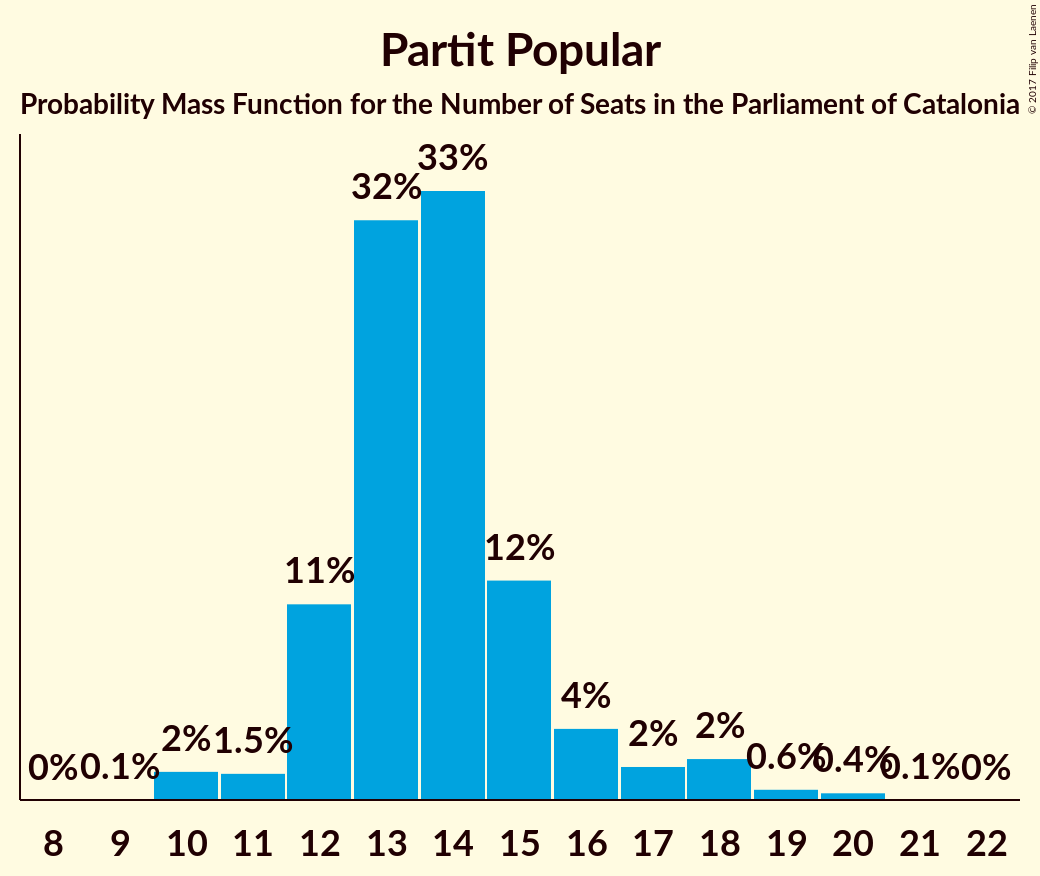 Partit Popular
Probability Mass Function for the Number of Seats in the Parliament of Catalonia
© 2017 Filip van Laenen
0% 0.1% 2% 1.5% 11% 32% 33% 12% 4% 2% 2% 0.6% 0.4% 0.1% 0%
8 9 10 11 12 13 14 15 16 17 18 19 20 21 22